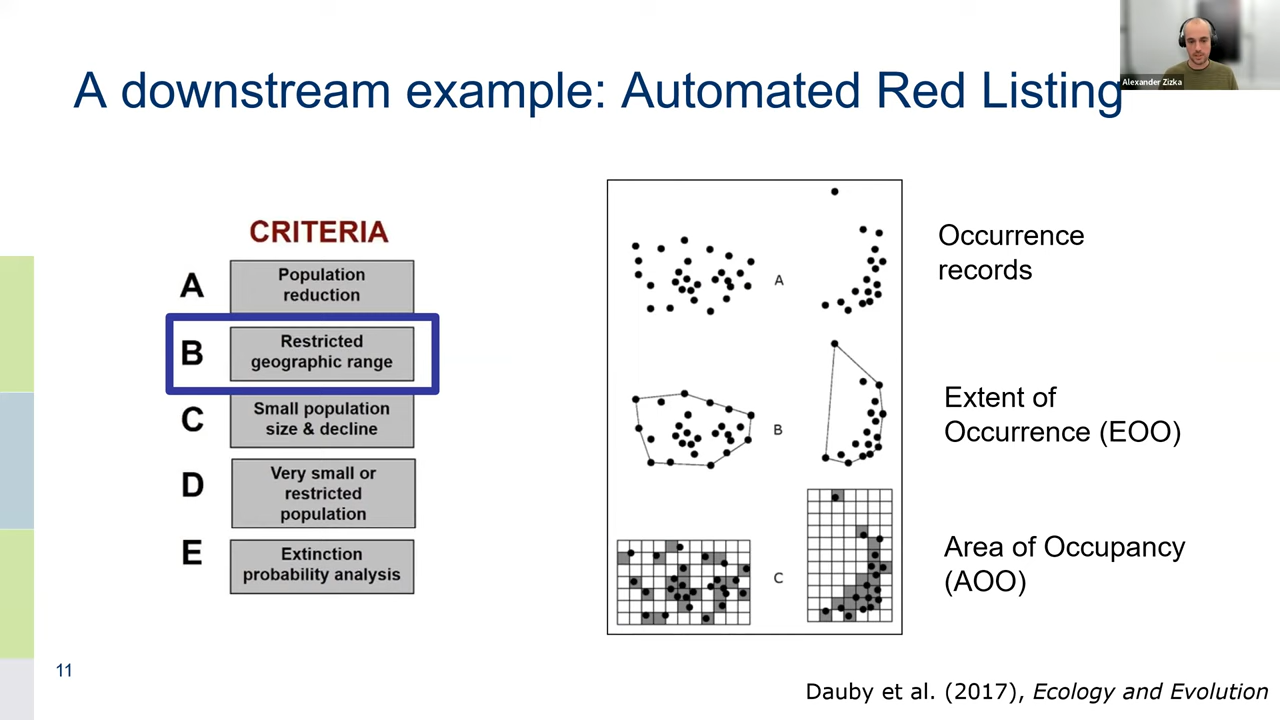 A downstream example: Automated Red Listing
Alexander Zizka
CRITERIA
A
Population
reduction
B
Restricted
geographic range
C
Small population
size & decline
D
Very small or
restricted
population
E
Extinction
probability analysis
A
Occurrence
records
B
Extent of
Occurrence (EOO)
C
Area of Occupancy
(AOO)
11
Dauby et al. (2017), Ecology and Evolution